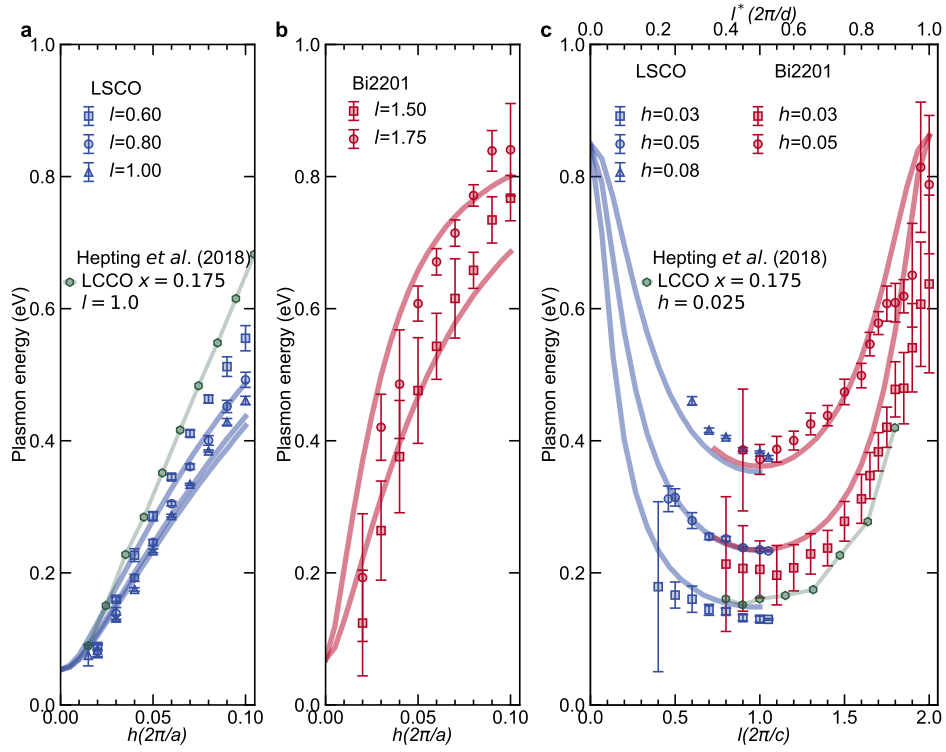 a
1.0
0.8
0.6
0.4
0.2
0.0
Plasmon energy (eV)
LSCO
l=0.60
l=0.80
l=1.00
Hepting et al. (2018)
LCCO x = 0.175
l = 1.0
0.00
0.05
0.10
h(2π/a)
b
1.0
0.8
0.6
0.4
0.2
0.0
Plasmon energy (eV)
Bi2201
l=1.50
l=1.75
0.00
0.05
0.10
h(2π/a)
c
l*(2π/d)
0.0
0.2
0.4
0.6
0.8
1.0
1.0
0.8
0.6
0.4
0.2
0.0
Plasmon energy (eV)
LSCO
h=0.03
h=0.05
h=0.08
Bi2201
h=0.03
h=0.05
Hepting et al. (2018)
LCCO x = 0.175
h = 0.025
0.0
0.5
1.0
1.5
2.0
l(2π/c)